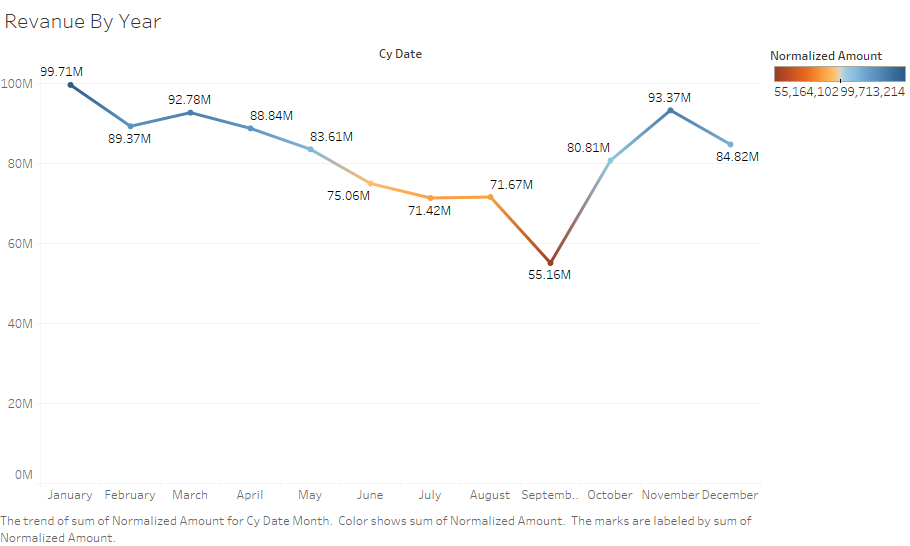 Revanue By Year
Cy Date
Normalized Amount
55,164,102 99,713,214
99.71M
100M
92.78M
93.37M
89.37M
88.84M
83.61M
80.81M
84.82M
80M
75.06M
71.42M
71.67M
60M
55.16M
40M
20M
0M
January February March April May June July August Septemb.. October November December
The trend of sum of Normalized Amount for Cy Date Month. Color shows sum of Normalized Amount. The marks are labeled by sum of
Normalized Amount.